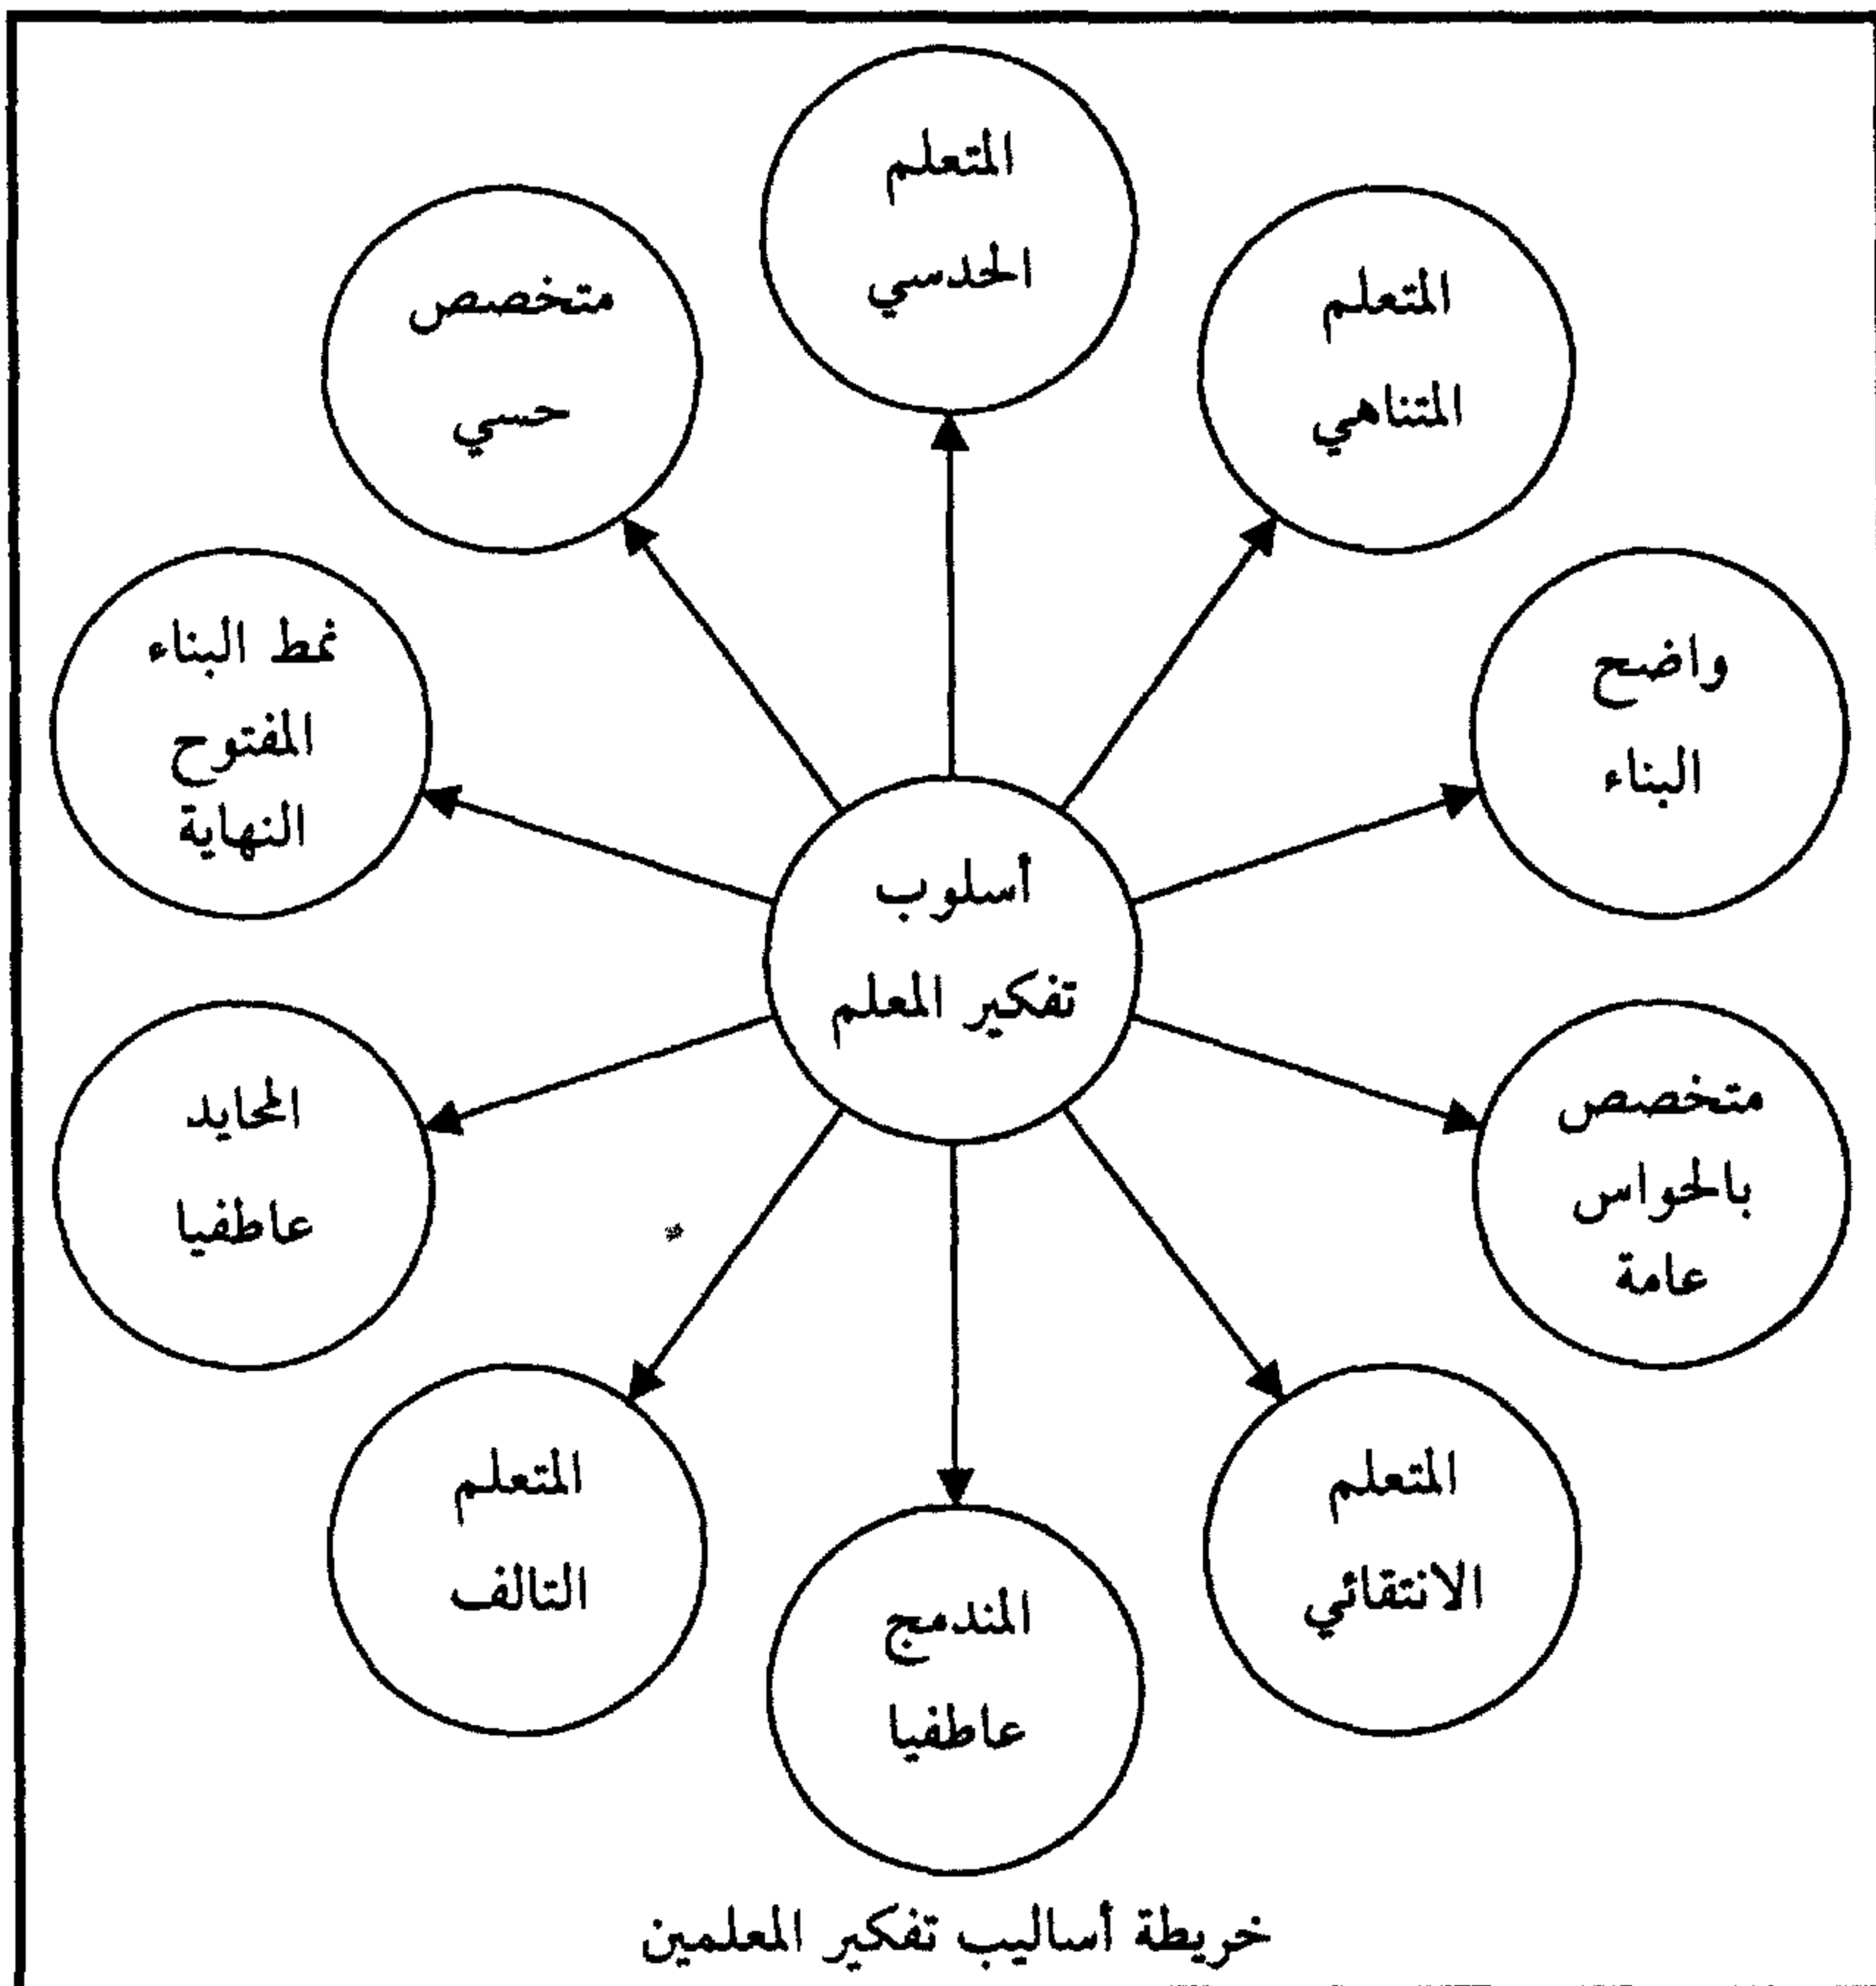 المتعلم
الحدسي
المتعلم
المتناهي
واضح
البناء
متخصص
بالحواس
عامة
المتعلم
الانتقائي
المندمج
عاطفيا
المتعلم
التالف
المحايد
عاطفيا
نمط البناء
المفتوح
النهاية
متخصص
حسي
أسلوب
تفكير المعلم
خريطة أساليب تفكير المعلمين